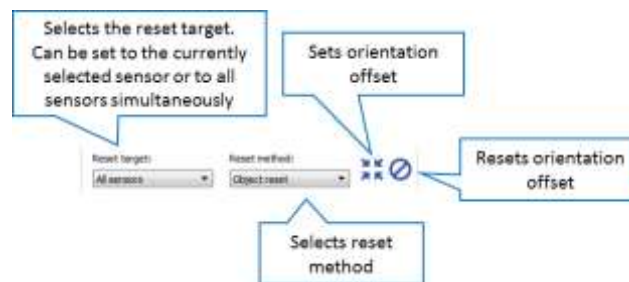 Selects the reset target.
Can be set to the currently
selected sensor or to all
sensors simultaneously
Sets orientation
offset
Reset target:
Reset method:
All sensors
Object reset
Resets orientation
offset
Selects reset
method